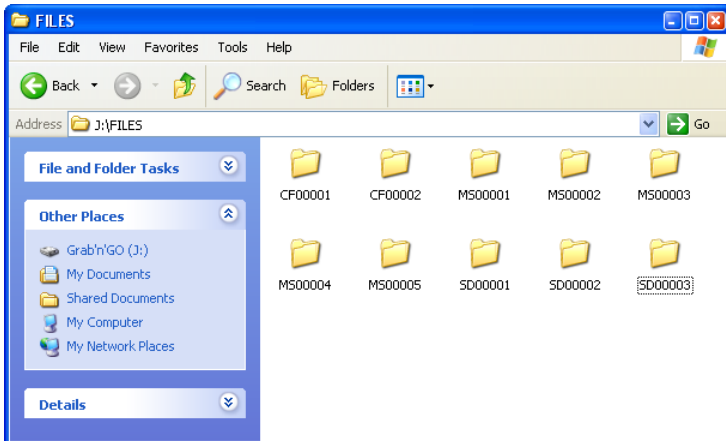 FILES
File Edit View Favorites Tools Help
Back Search Folders
Address J:\FILES Go
File and Folder Tasks
Other Places
Grab'n'GO (J:)
My Documents
Shared Documents
My Computer
My Network Places
Details
CF00001 CF00002 MS00001 MS00002 MS00003
MS00004 MS00005 SD00001 SD00002 SD00003